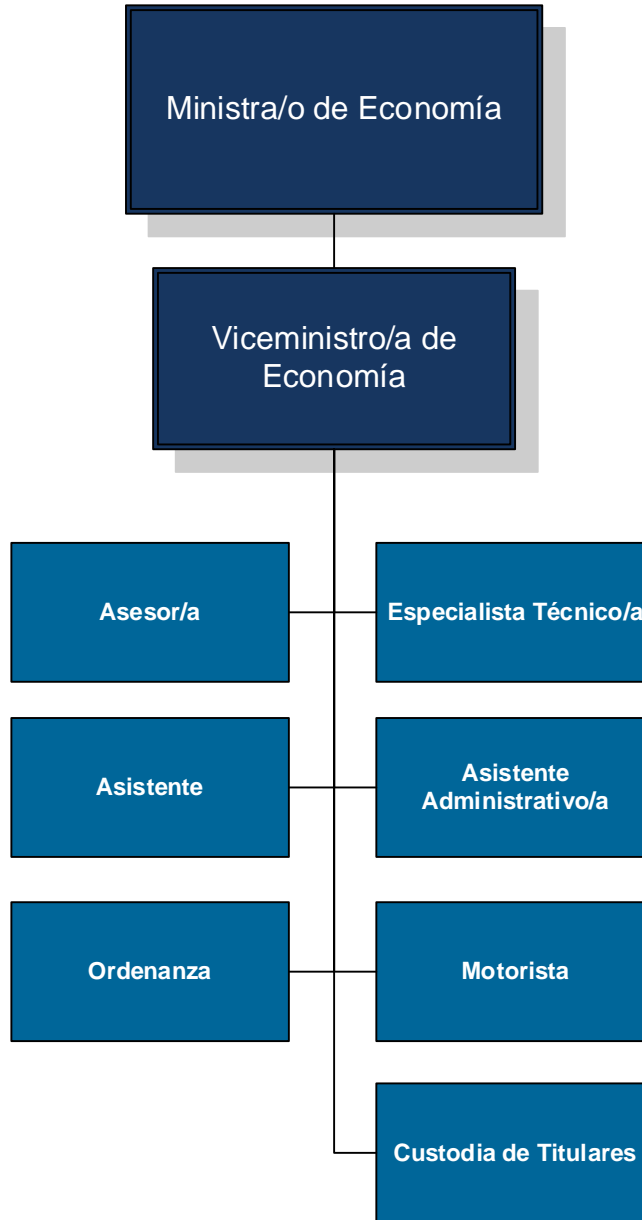 Ministra/o de Economía
Viceministro/a de
Economía
Asesor/a
Especialista Técnico/a
Asistente
Asistente
Administrativo/a
Ordenanza
Motorista
Custodia de Titulares